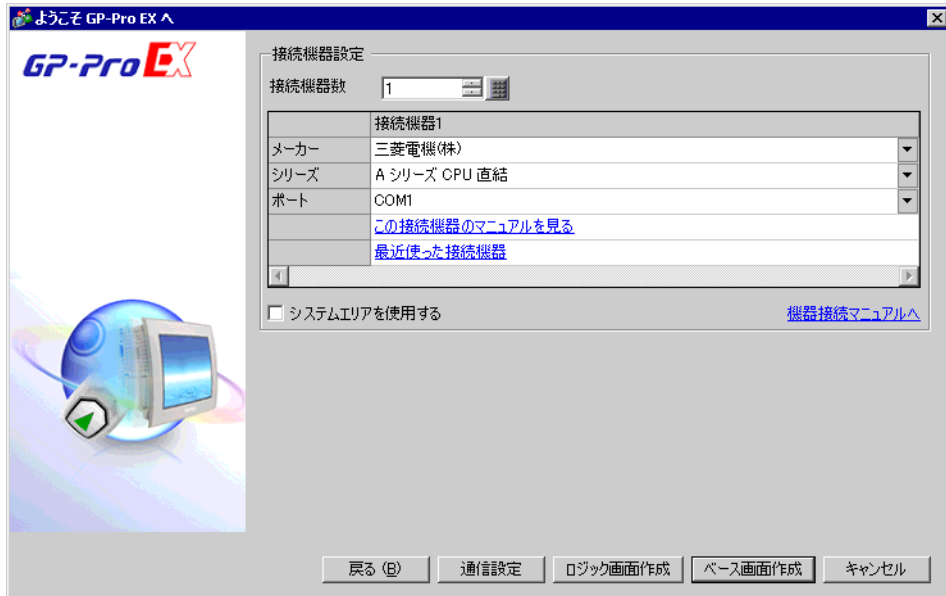 ようこそ GP-Pro EX へ
GP-Pro EX
接続機器設定
接続機器数 1
接続機器1
メーカー 三菱電機(株)
シリーズ A シリーズ CPU 直結
ポート COM1
この接続機器のマニュアルを見る
最近使った接続機器
システムエリアを使用する 機器接続マニュアルへ
戻る (B) 通信設定 ロジック画面作成 ベース画面作成 キャンセル